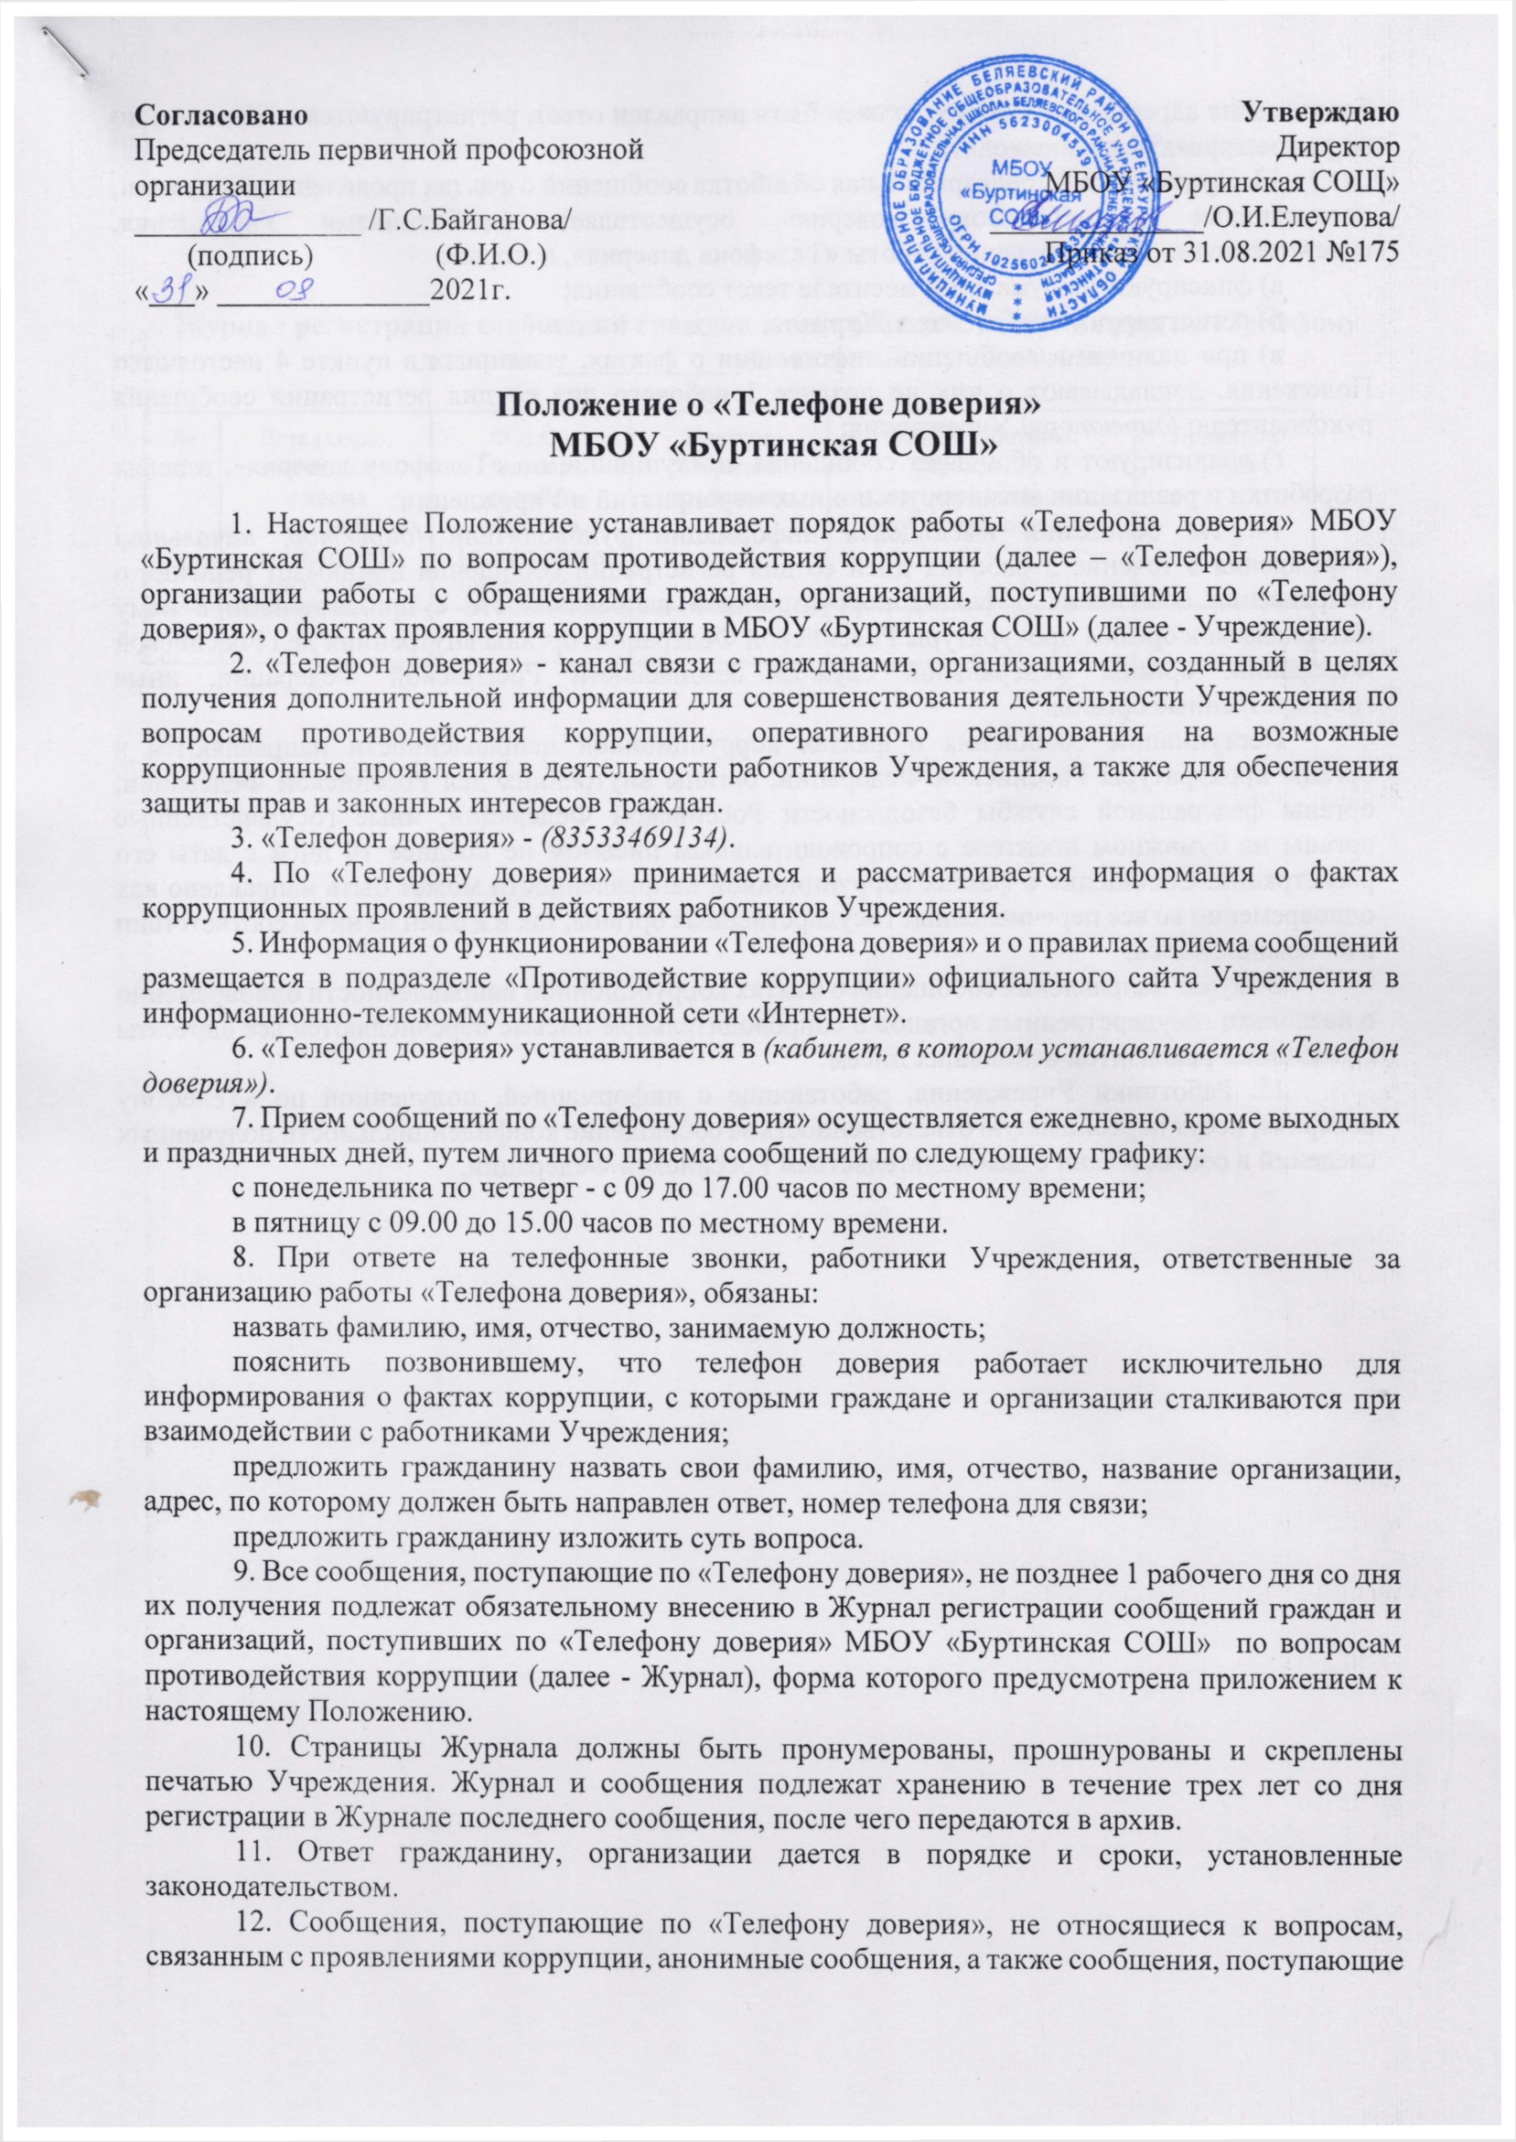 Согласовано
Председатель первичной профсоюзной
организации
/Г.С.Байганова/
(подпись) (Ф.И.О.)
«31» 08 2021г.
Утверждаю
Директор
МБОУ «Буртинская СОЩ»
/О.И.Елеупова/
Приказ от 31.08.2021 №175
МУНИЦИПАЛЬНОЕ ОБРАЗОВАНИЕ БЕЛЯЕВСКИЙ РАЙОН ОРЕНБУРГСКОЙ ОБЛАСТИ
ИНН 5623004549
МБОУ
«Буртинская
СОШ»
Положение о «Телефоне доверия»
МБОУ «Буртинская СОШ»
1. Настоящее Положение устанавливает порядок работы «Телефона доверия» МБОУ
«Буртинская СОШ» по вопросам противодействия коррупции (далее – «Телефон доверия»),
организации работы с обращениями граждан, организаций, поступившими по «Телефону
доверия», о фактах проявления коррупции в МБОУ «Буртинская СОШ» (далее - Учреждение).
2. «Телефон доверия» - канал связи с гражданами, организациями, созданный в целях
получения дополнительной информации для совершенствования деятельности Учреждения по
вопросам противодействия коррупции, оперативного реагирования на возможные
коррупционные проявления в деятельности работников Учреждения, а также для обеспечения
защиты прав и законных интересов граждан.
3. «Телефон доверия» - (83533469134).
4. По «Телефону доверия» принимается и рассматривается информация о фактах
коррупционных проявлений в действиях работников Учреждения.
5. Информация о функционировании «Телефона доверия» и о правилах приема сообщений
размещается в подразделе «Противодействие коррупции» официального сайта Учреждения в
информационно-телекоммуникационной сети «Интернет».
6. «Телефон доверия» устанавливается в (кабинет, в котором устанавливается «Телефон
доверия»).
7. Прием сообщений по «Телефону доверия» осуществляется ежедневно, кроме выходных
и праздничных дней, путем личного приема сообщений по следующему графику:
с понедельника по четверг - с 09 до 17.00 часов по местному времени;
в пятницу с 09.00 до 15.00 часов по местному времени.
8. При ответе на телефонные звонки, работники Учреждения, ответственные за
организацию работы «Телефона доверия», обязаны:
назвать фамилию, имя, отчество, занимаемую должность;
пояснить позвонившему, что телефон доверия работает исключительно для
информирования о фактах коррупции, с которыми граждане и организации сталкиваются при
взаимодействии с работниками Учреждения;
предложить гражданину назвать свои фамилию, имя, отчество, название организации,
адрес, по которому должен быть направлен ответ, номер телефона для связи;
предложить гражданину изложить суть вопроса.
9. Все сообщения, поступающие по «Телефону доверия», не позднее 1 рабочего дня со дня
их получения подлежат обязательному внесению в Журнал регистрации сообщений граждан и
организаций, поступивших по «Телефону доверия» МБОУ «Буртинская СОШ» по вопросам
противодействия коррупции (далее - Журнал), форма которого предусмотрена приложением к
настоящему Положению.
10. Страницы Журнала должны быть пронумерованы, прошнурованы и скреплены
печатью Учреждения. Журнал и сообщения подлежат хранению в течение трех лет со дня
регистрации в Журнале последнего сообщения, после чего передаются в архив.
11. Ответ гражданину, организации дается в порядке и сроки, установленные
законодательством.
12. Сообщения, поступающие по «Телефону доверия», не относящиеся к вопросам,
связанным с проявлениями коррупции, анонимные сообщения, а также сообщения, поступающие